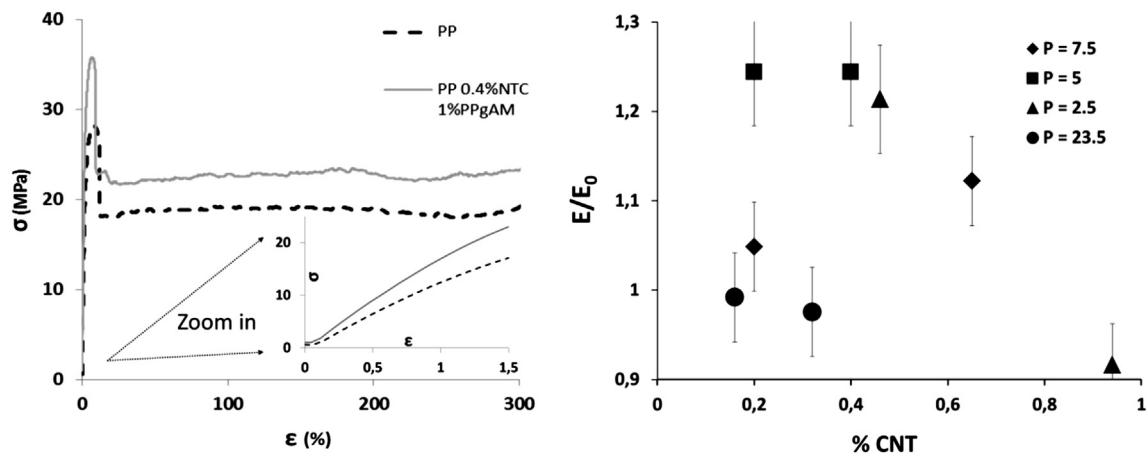 40
30
20
10
0
σ (MPa)
PP
PP 0.4%NTC
1%PPgAM
Zoom in
20
10
0
σ
ε
0
0,5
1
1,5
0
100
200
300
ε (%)
1,3
1,2
1,1
1
0,9
E/E0
P = 7.5
P = 5
P = 2.5
P = 23.5
0
0,2
0,4
0,6
0,8
1
% CNT